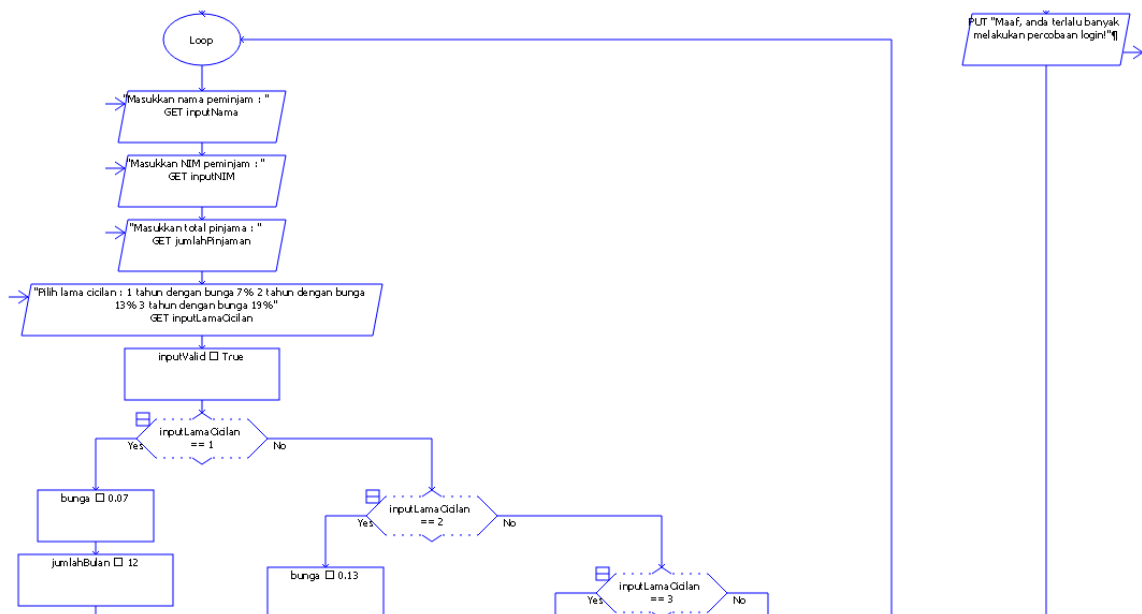 Loop
PUT "Maaf, anda terlalu banyak
melakukan percobaan login!"¶
"Masukkan nama peminjam : "
GET inputNama
"Masukkan NIM peminjam : "
GET inputNIM
"Masukkan total pinjama : "
GET jumlahPinjaman
"Pilih lama cicilan : 1 tahun dengan bunga 7% 2 tahun dengan bunga
13% 3 tahun dengan bunga 19%"
GET inputLamaCicilan
inputValid □ True
inputLamaCicilan
== 1
Yes
No
bunga □ 0.07
inputLamaCicilan
== 2
Yes
No
jumlahBulan □ 12
bunga □ 0.13
inputLamaCicilan
== 3
Yes
No